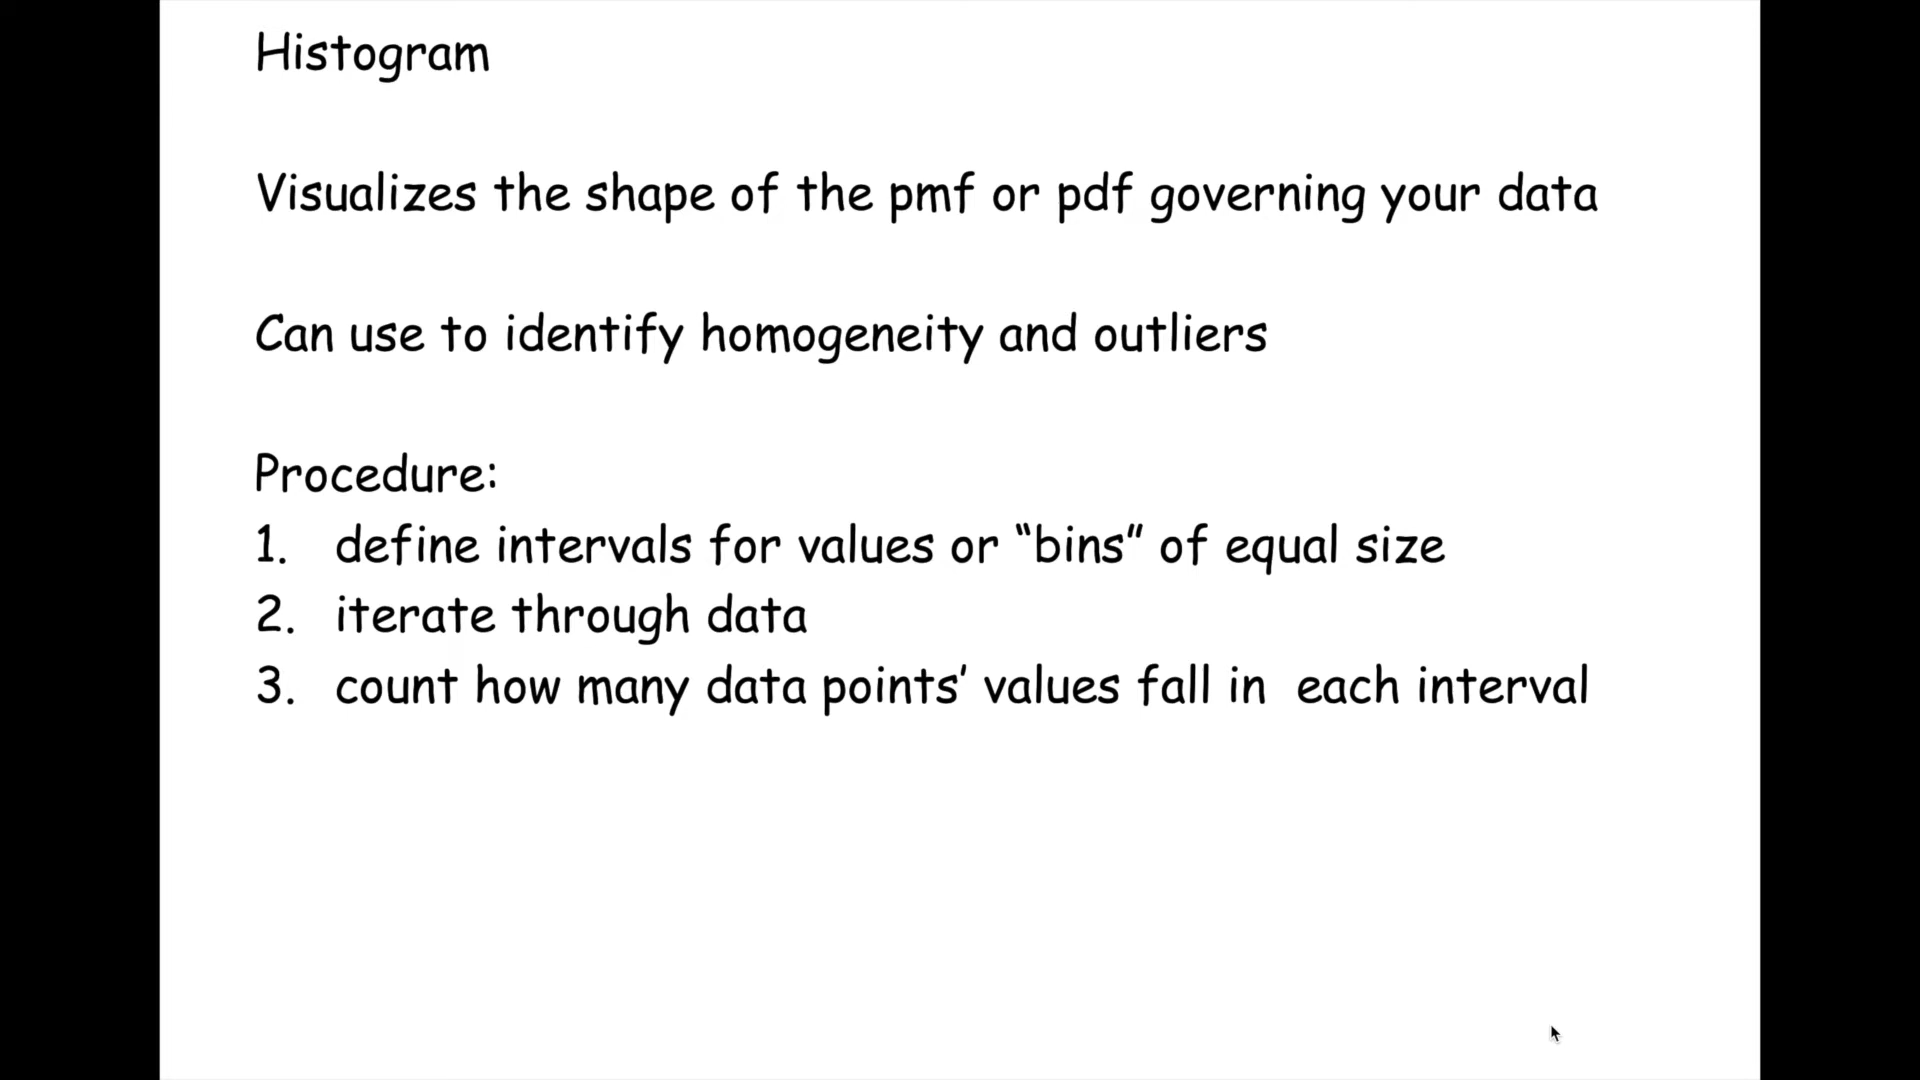 Histogram
Visualizes the shape of the pmf or pdf governing your data
Can use to identify homogeneity and outliers
Procedure:
1. define intervals for values or “bins” of equal size
2. iterate through data
3. count how many data points’ values fall in  each interval